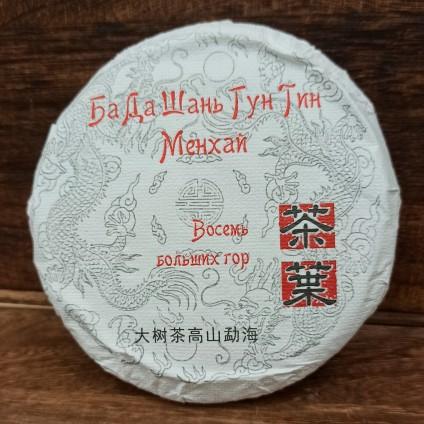 Ба Да Шань Гун Тин
Менхай
Восемь
больших гор
茶
葉
大树茶高山勐海